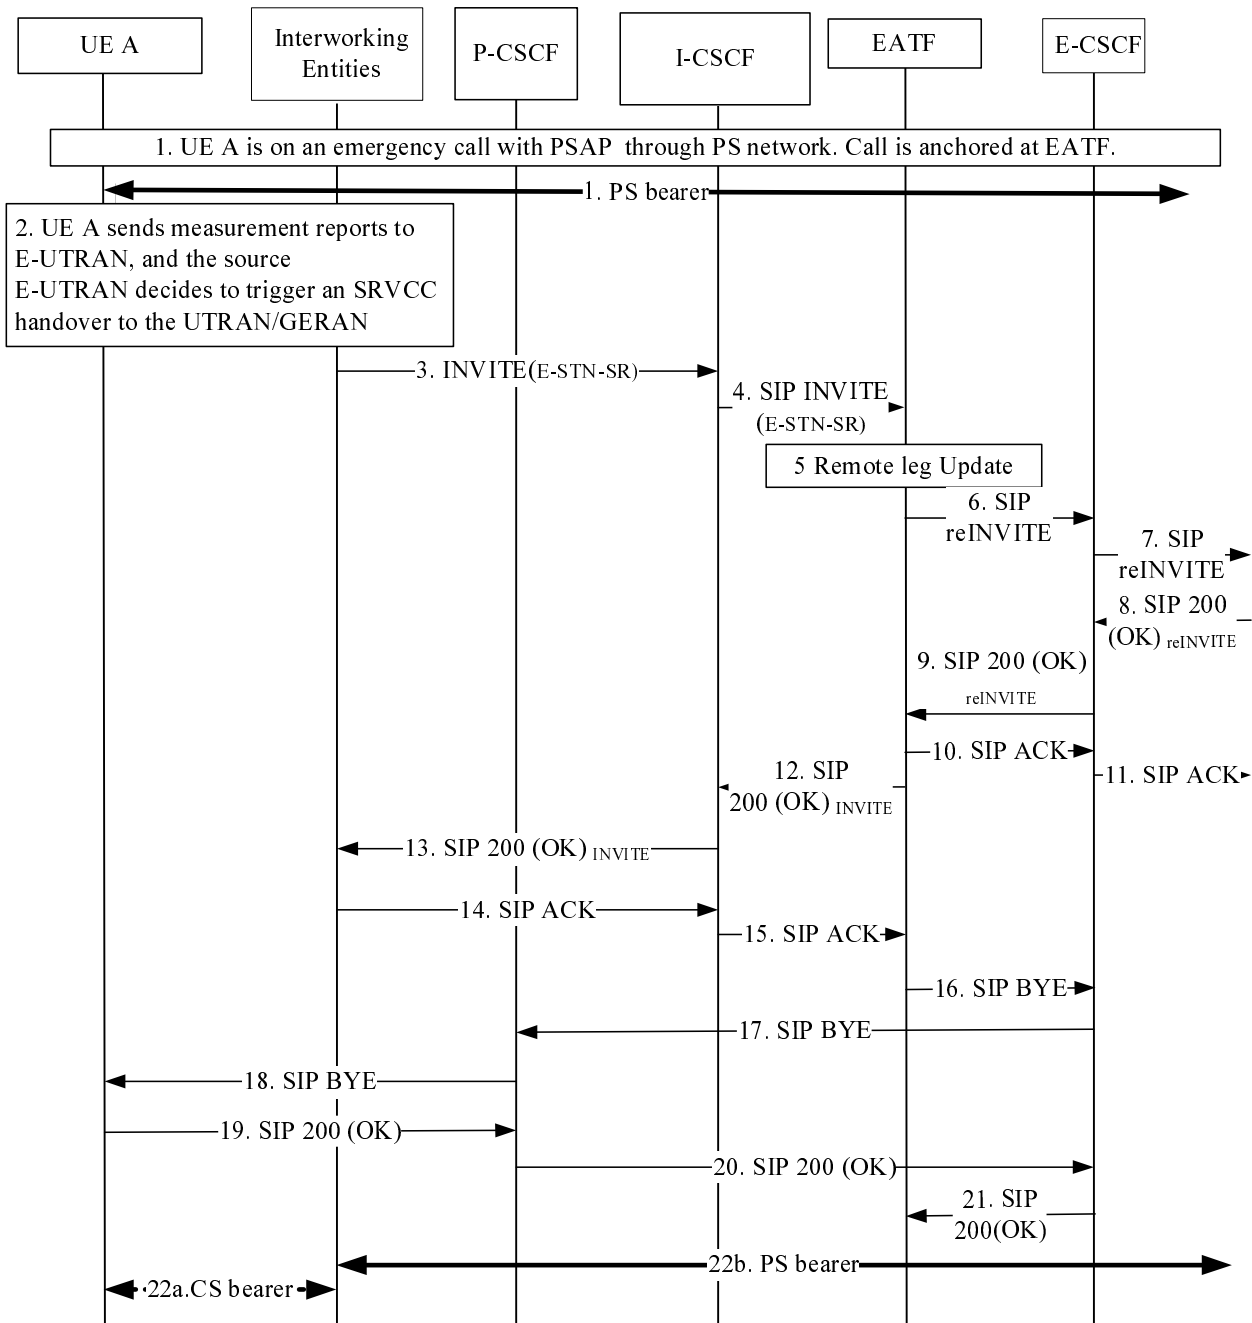 UE A
Interworking
Entities
P-CSCF
I-CSCF
EATF
E-CSCF
1. UE A is on an emergency call with PSAP through PS network. Call is anchored at EATF.
1. PS bearer
2. UE A sends measurement reports to
E-UTRAN, and the source
E-UTRAN decides to trigger an SRVCC
handover to the UTRAN/GERAN
3. INVITE(E-STN-SR)
4. SIP INVITE
(E-STN-SR)
5 Remote leg Update
6. SIP
reINVITE
7. SIP
reINVITE
8. SIP 200
(OK) reINVITE
9. SIP 200 (OK)
reINVITE
10. SIP ACK
11. SIP ACK
12. SIP
200 (OK) INVITE
13. SIP 200 (OK) INVITE
14. SIP ACK
15. SIP ACK
16. SIP BYE
17. SIP BYE
18. SIP BYE
19. SIP 200 (OK)
20. SIP 200 (OK)
21. SIP
200(OK)
22b. PS bearer
22a.CS bearer